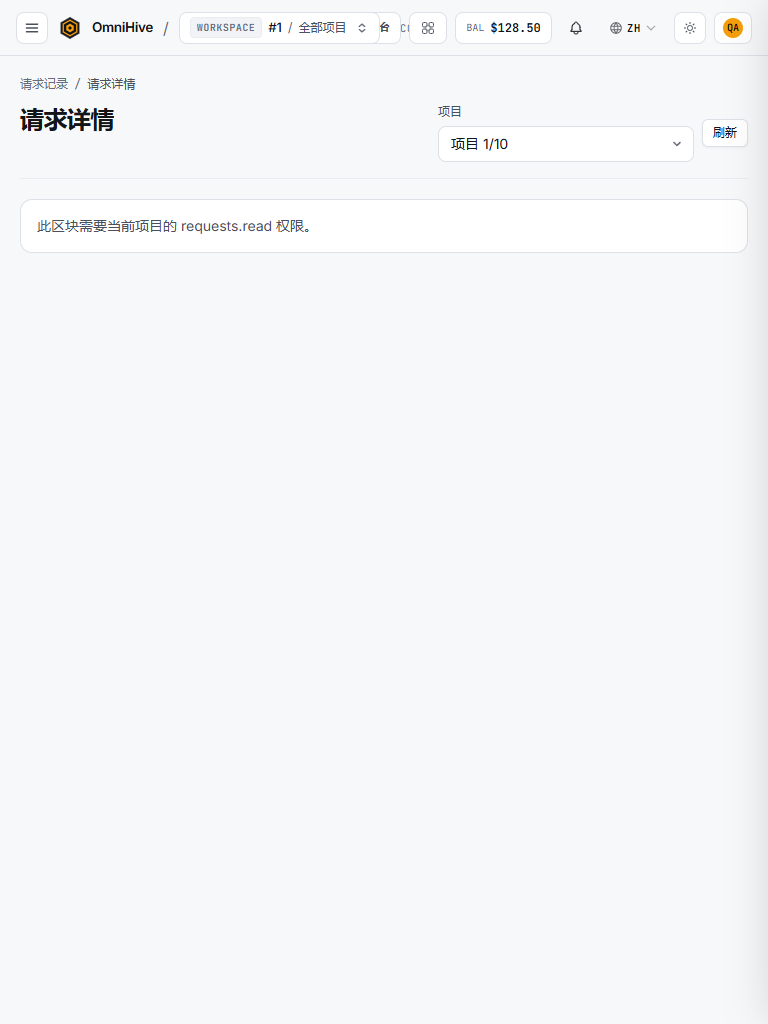 OmniHive / WORKSPACE #1 / 全部项目 BAL $128.50 ZH QA
请求记录 / 请求详情
请求详情
项目
项目 1/10
刷新
此区块需要当前项目的 requests.read 权限。